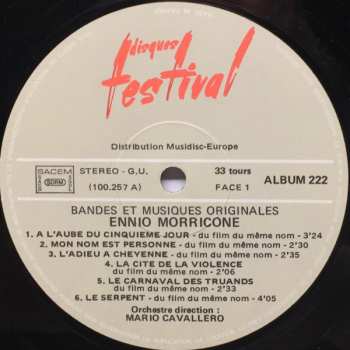 disques
festival
Distribution Musidisc-Europe
SACEM
SDRM
STEREO - G.U.
(100.257 A)
33 tours
FACE 1
ALBUM 222
BANDES ET MUSIQUES ORIGINALES
ENNIO MORRICONE
1. A L'AUBE DU CINQUIEME JOUR - du film du même nom - 3'24
2. MON NOM EST PERSONNE - du film du même nom - 2'30
3. L'ADIEU A CHEYENNE - du film du même nom - 2'35
4. LA CITE DE LA VIOLENCE
- du film du même nom - 2'06
5. LE CARNAVAL DES TRUANDS
- du film du même nom - 2'33
6. LE SERPENT - du film du même nom - 4'05
Orchestre direction :
MARIO CAVALLERO